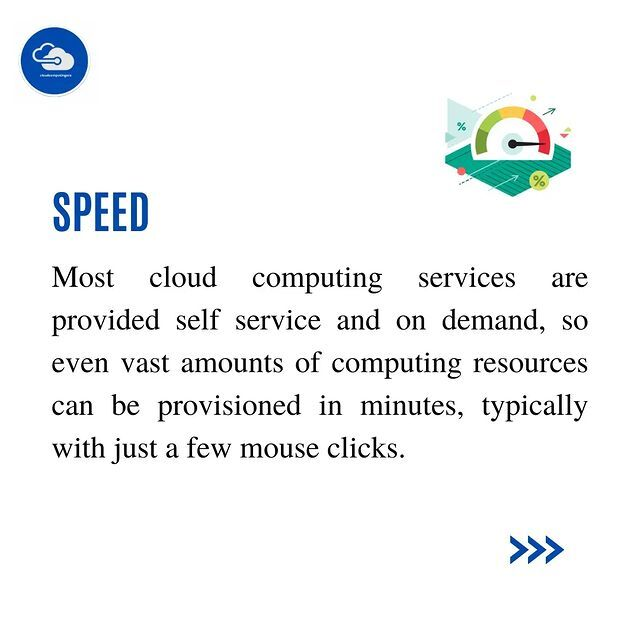 cloudcomputingera
%
%
SPEED
Most cloud computing services are
provided self service and on demand, so
even vast amounts of computing resources
can be provisioned in minutes, typically
with just a few mouse clicks.